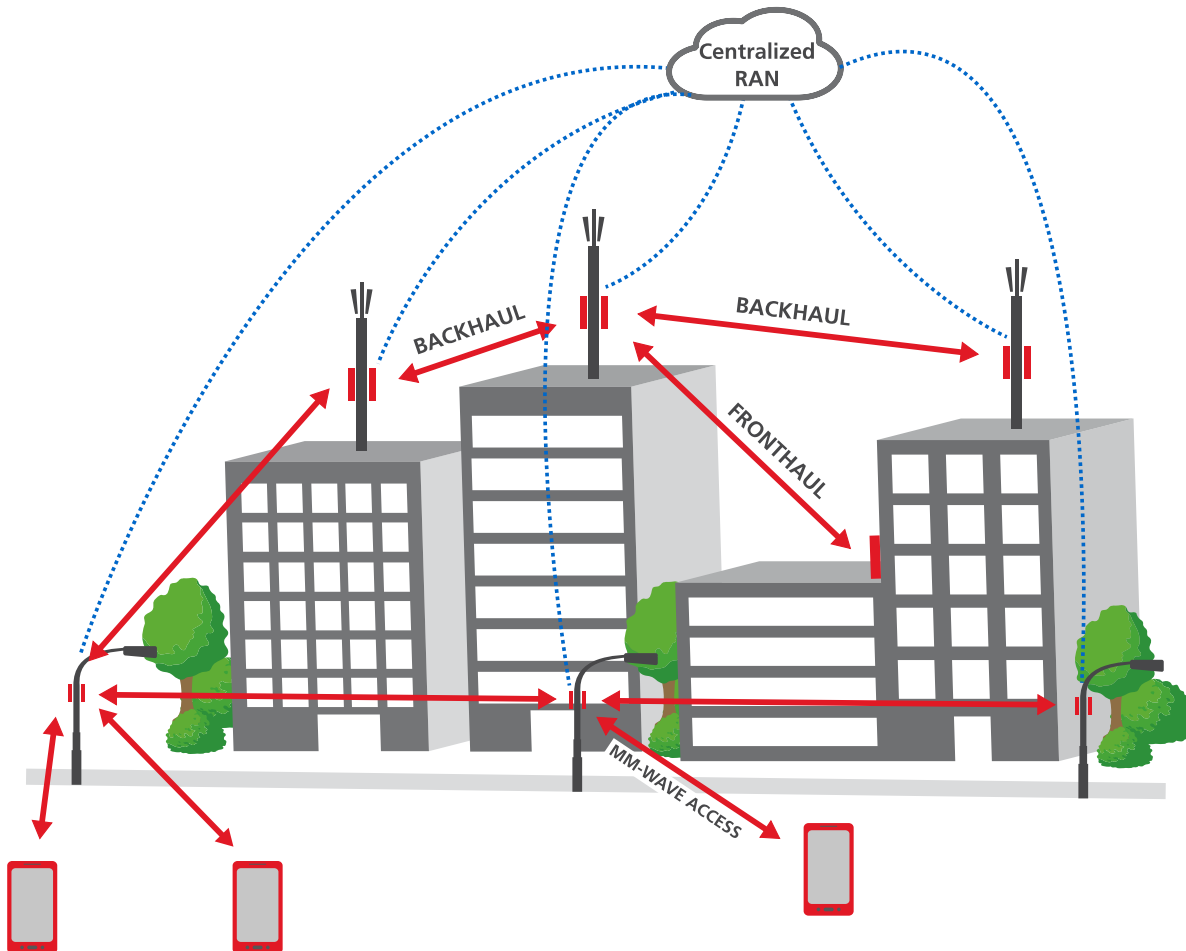 Centralized
RAN
BACKHAUL
BACKHAUL
FRONTHAUL
MM-WAVE ACCESS